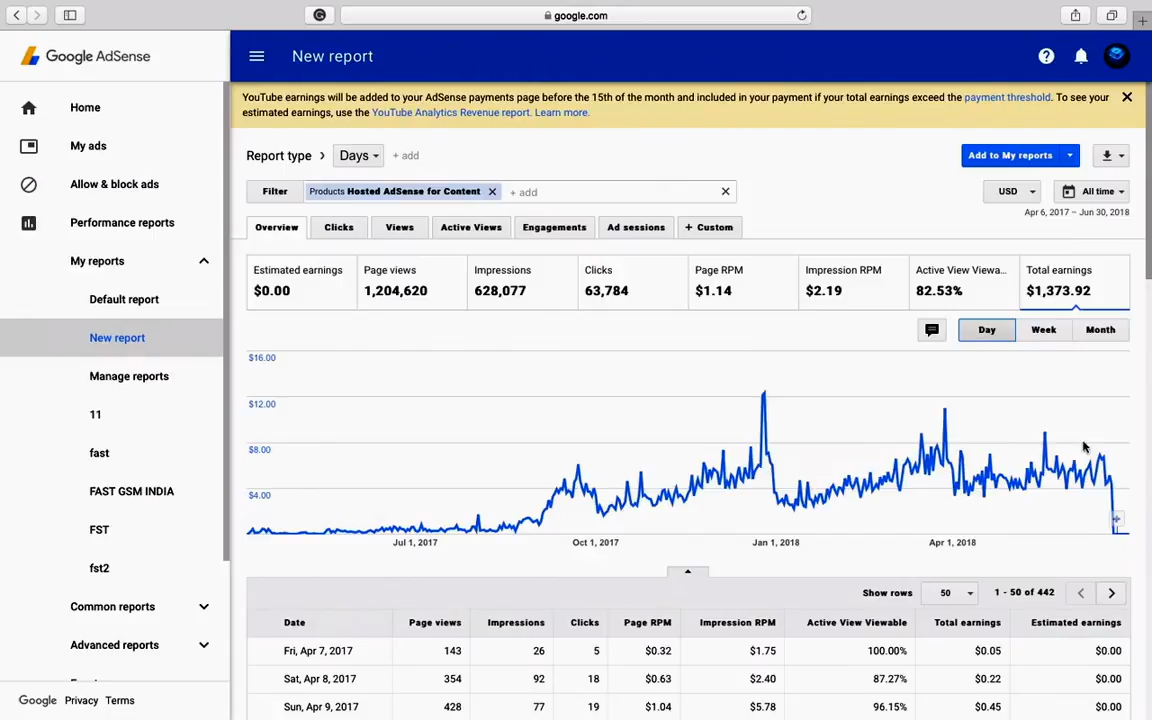 google.com
Google AdSense
New report
Home
My ads
Allow & block ads
Performance reports
My reports
Default report
New report
Manage reports
11
fast
FAST GSM INDIA
FST
fst2
Common reports
Advanced reports
Google Privacy Terms
YouTube earnings will be added to your AdSense payments page before the 15th of the month and included in your payment if your total earnings exceed the payment threshold. To see your
estimated earnings, use the YouTube Analytics Revenue report. Learn more.
Report type Days + add
Add to My reports
Filter Products Hosted AdSense for Content + add
USD All time
Apr 6, 2017 – Jun 30, 2018
Overview Clicks Views Active Views Engagements Ad sessions + Custom
Estimated earnings Page views Impressions Clicks Page RPM Impression RPM Active View Viewa... Total earnings
$0.00 1,204,620 628,077 63,784 $1.14 $2.19 82.53% $1,373.92
Day Week Month
$16.00
$12.00
$8.00
$4.00
Jul 1, 2017 Oct 1, 2017 Jan 1, 2018 Apr 1, 2018
Show rows 50 1 - 50 of 442
Date Page views Impressions Clicks Page RPM Impression RPM Active View Viewable Total earnings Estimated earnings
Fri, Apr 7, 2017 143 26 5 $0.32 $1.75 100.00% $0.05 $0.00
Sat, Apr 8, 2017 354 92 18 $0.63 $2.40 87.27% $0.22 $0.00
Sun, Apr 9, 2017 428 77 19 $1.04 $5.78 96.15% $0.45 $0.00